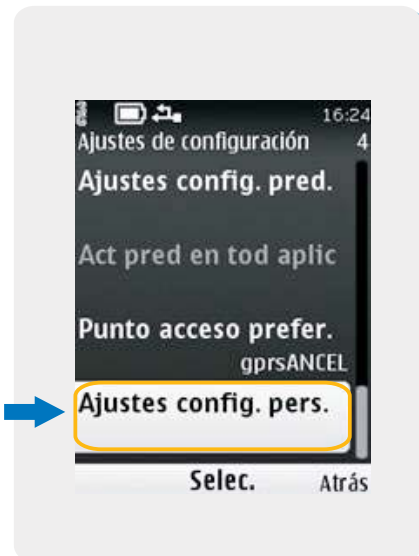 16:24
Ajustes de configuración 4
Ajustes config. pred.
Act pred en tod aplic
Punto acceso prefer.
gprsANCEL
Ajustes config. pers.
Selec. Atrás